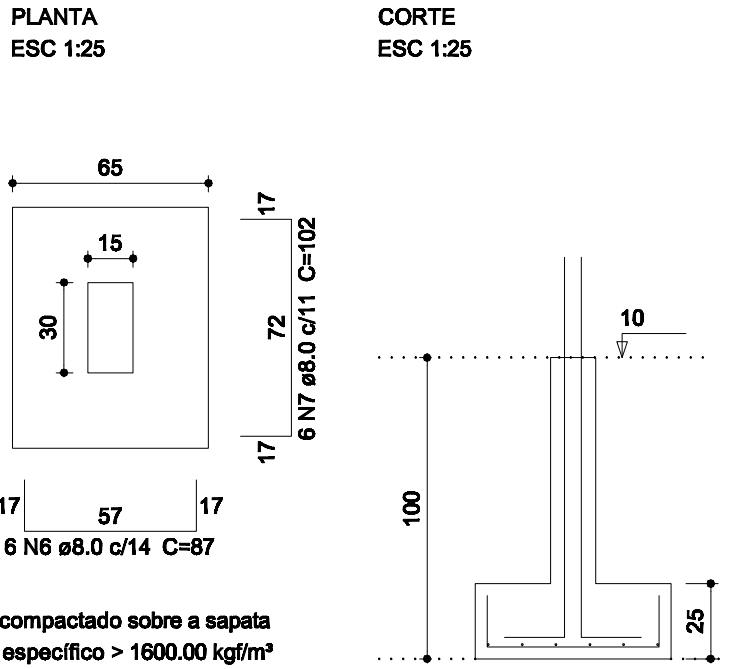 PLANTA
ESC 1:25
CORTE
ESC 1:25
65
15
30
17
72
17
6 N7 ø8.0 c/11 C=102
17
57
17
6 N6 ø8.0 c/14 C=87
compactado sobre a sapata
específico > 1600.00 kgf/m³
10
100
25